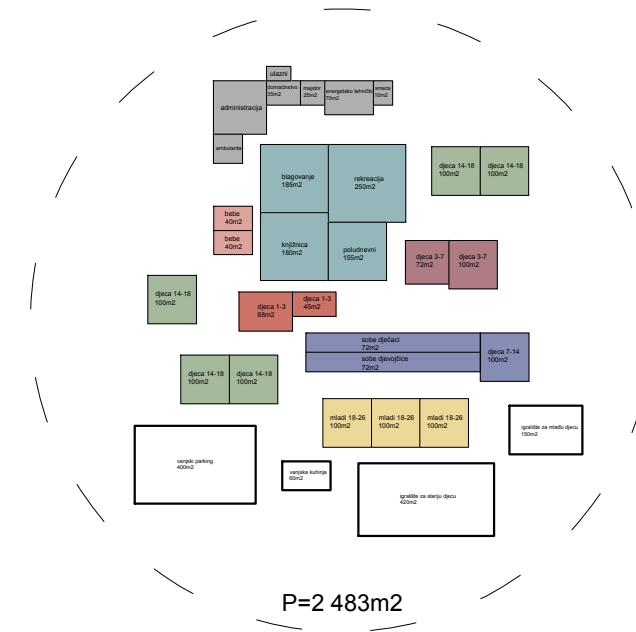 ulazni
domaćinstvo
35m2
majstor
25m2
energetsko tehnički
70m2
smeće
10m2
administracija
ambulanta
blagovanje
185m2
rekreacija
250m2
djeca 14-18
100m2
djeca 14-18
100m2
bebe
40m2
bebe
40m2
knjižnica
180m2
poludnevni
155m2
djeca 3-7
72m2
djeca 3-7
100m2
djeca 14-18
100m2
djeca 1-3
88m2
djeca 1-3
45m2
sobe dječaci
72m2
sobe djevojčice
72m2
djeca 7-14
100m2
djeca 14-18
100m2
djeca 14-18
100m2
mladi 18-26
100m2
mladi 18-26
100m2
mladi 18-26
100m2
igralište za mlađu djecu
150m2
vanjski parking
400m2
vanjska kuhinja
60m2
igralište za stariju djecu
420m2
P=2 483m2